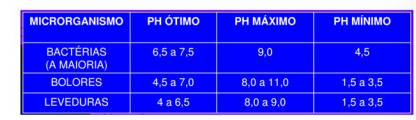 MICRORGANISMO PH ÓTIMO PH MÁXIMO PH MÍNIMO
BACTÉRIAS
(A MAIORIA) 6,5 a 7,5 9,0 4,5
BOLORES 4,5 a 7,0 8,0 a 11,0 1,5 a 3,5
LEVEDURAS 4 a 6,5 8,0 a 9,0 1,5 a 3,5